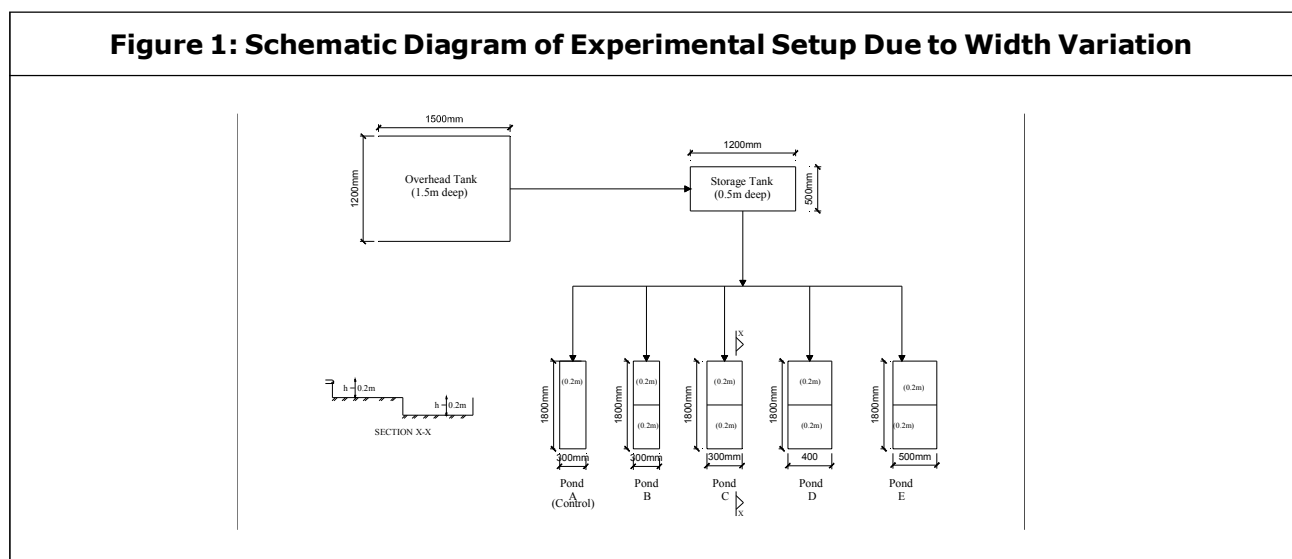 Figure 1: Schematic Diagram of Experimental Setup Due to Width Variation
1500mm
1200mm
Overhead Tank
(1.5m deep)
1200mm
Storage Tank
(0.5m deep)
500mm
X
h = 0.2m
h = 0.2m
SECTION X-X
1800mm
(0.2m)
300mm
Pond
A
(Control)
1800mm
(0.2m)
(0.2m)
300mm
Pond
B
1800mm
(0.2m)
(0.2m)
300mm
Pond
C
X
1800mm
(0.2m)
(0.2m)
400
Pond
D
1800mm
(0.2m)
(0.2m)
500mm
Pond
E